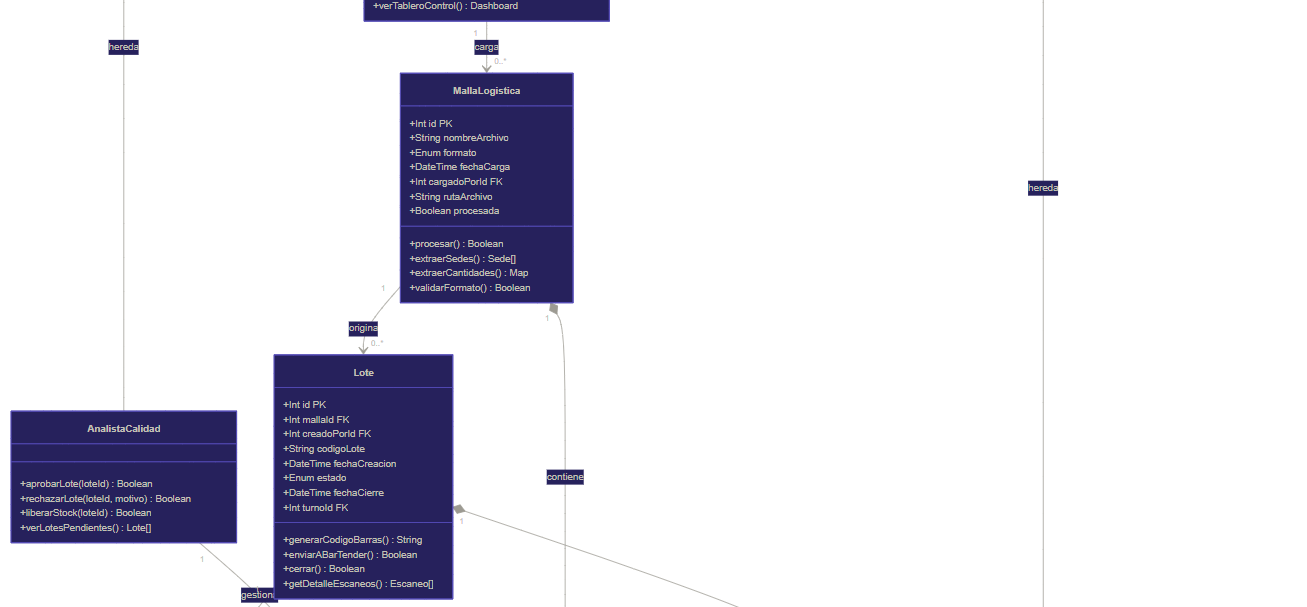 +verTableroControl() : Dashboard
1
hereda
carga
0..*
MallaLogistica
+Int id PK
+String nombreArchivo
+Enum formato
+DateTime fechaCarga
+Int cargadoPorId FK
+String rutaArchivo
+Boolean procesada
hereda
+procesar() : Boolean
+extraerSedes() : Sede[]
+extraerCantidades() : Map
+validarFormato() : Boolean
1
1
origina
0..*
Lote
+Int id PK
+Int mallaId FK
+Int creadoPorId FK
+String codigoLote
+DateTime fechaCreacion
+Enum estado
+DateTime fechaCierre
+Int turnoId FK
+generarCodigoBarras() : String
+enviarABarTender() : Boolean
+cerrar() : Boolean
+getDetalleEscaneos() : Escaneo[]
AnalistaCalidad
+aprobarLote(loteId) : Boolean
+rechazarLote(loteId, motivo) : Boolean
+liberarStock(loteId) : Boolean
+verLotesPendientes() : Lote[]
contiene
1
1
gestion